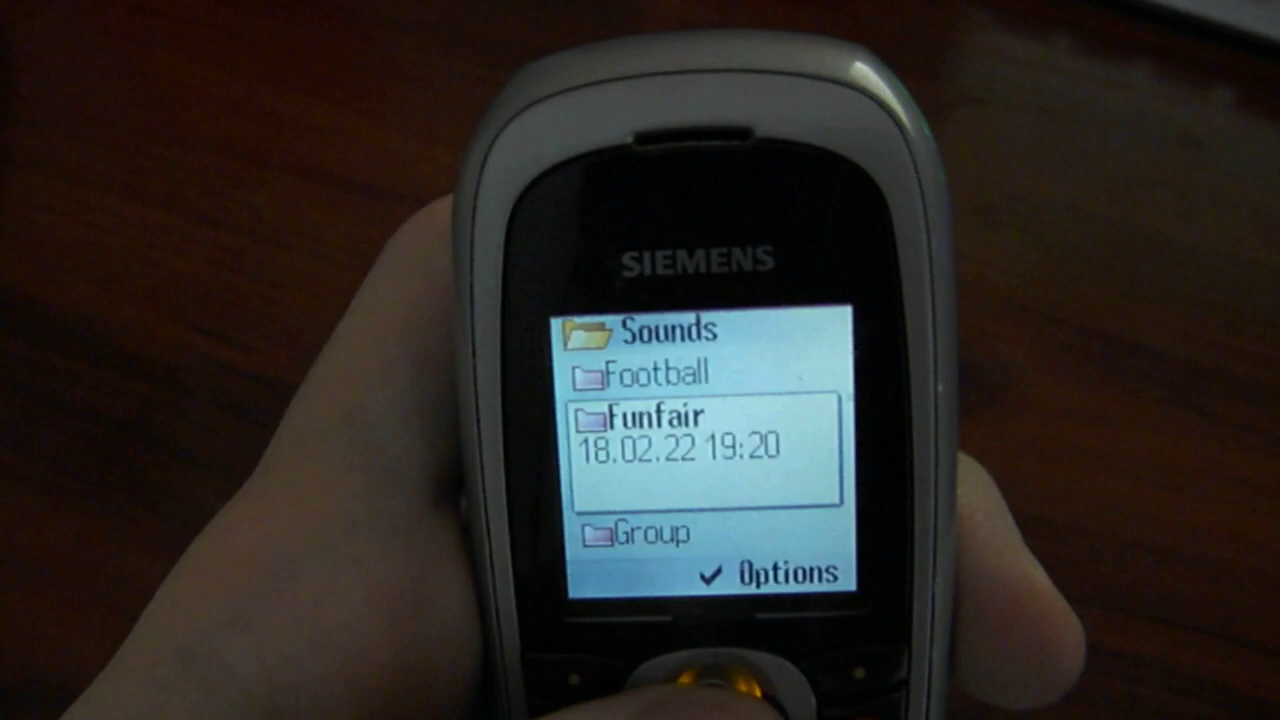 SIEMENS
Sounds
Football
Funfair
18.02.22 19:20
Group
Options